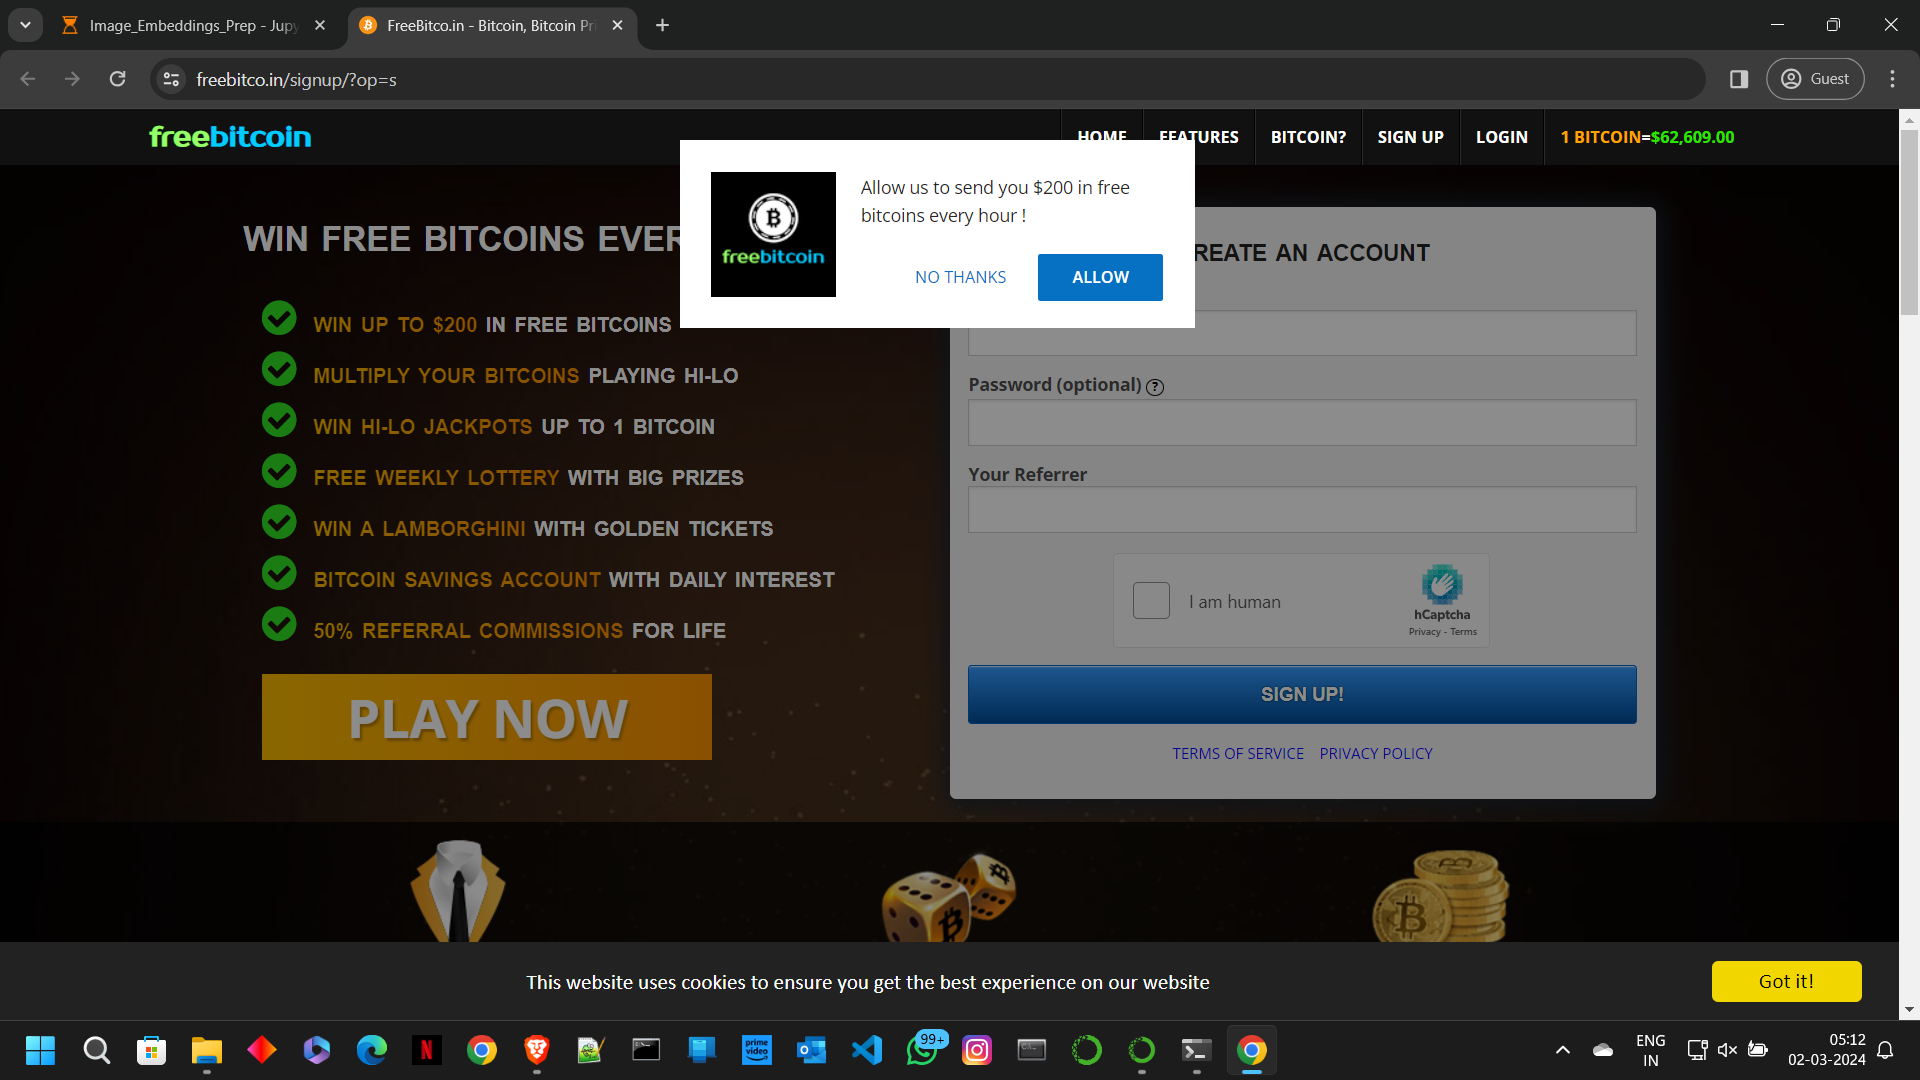 Image_Embeddings_Prep - Jupy
FreeBitco.in - Bitcoin, Bitcoin Pri
freebitco.in/signup/?op=s
Guest
freebitcoin
HOME
FEATURES
BITCOIN?
SIGN UP
LOGIN
1 BITCOIN=$62,609.00
Allow us to send you $200 in free
bitcoins every hour !
freebitcoin
NO THANKS
ALLOW
WIN FREE BITCOINS EVER
WIN UP TO $200 IN FREE BITCOINS
MULTIPLY YOUR BITCOINS PLAYING HI-LO
WIN HI-LO JACKPOTS UP TO 1 BITCOIN
FREE WEEKLY LOTTERY WITH BIG PRIZES
WIN A LAMBORGHINI WITH GOLDEN TICKETS
BITCOIN SAVINGS ACCOUNT WITH DAILY INTEREST
50% REFERRAL COMMISSIONS FOR LIFE
PLAY NOW
REATE AN ACCOUNT
Password (optional) ?
Your Referrer
I am human
hCaptcha
Privacy - Terms
SIGN UP!
TERMS OF SERVICE PRIVACY POLICY
This website uses cookies to ensure you get the best experience on our website
Got it!
prime
video
99+
ENG
IN
05:12
02-03-2024